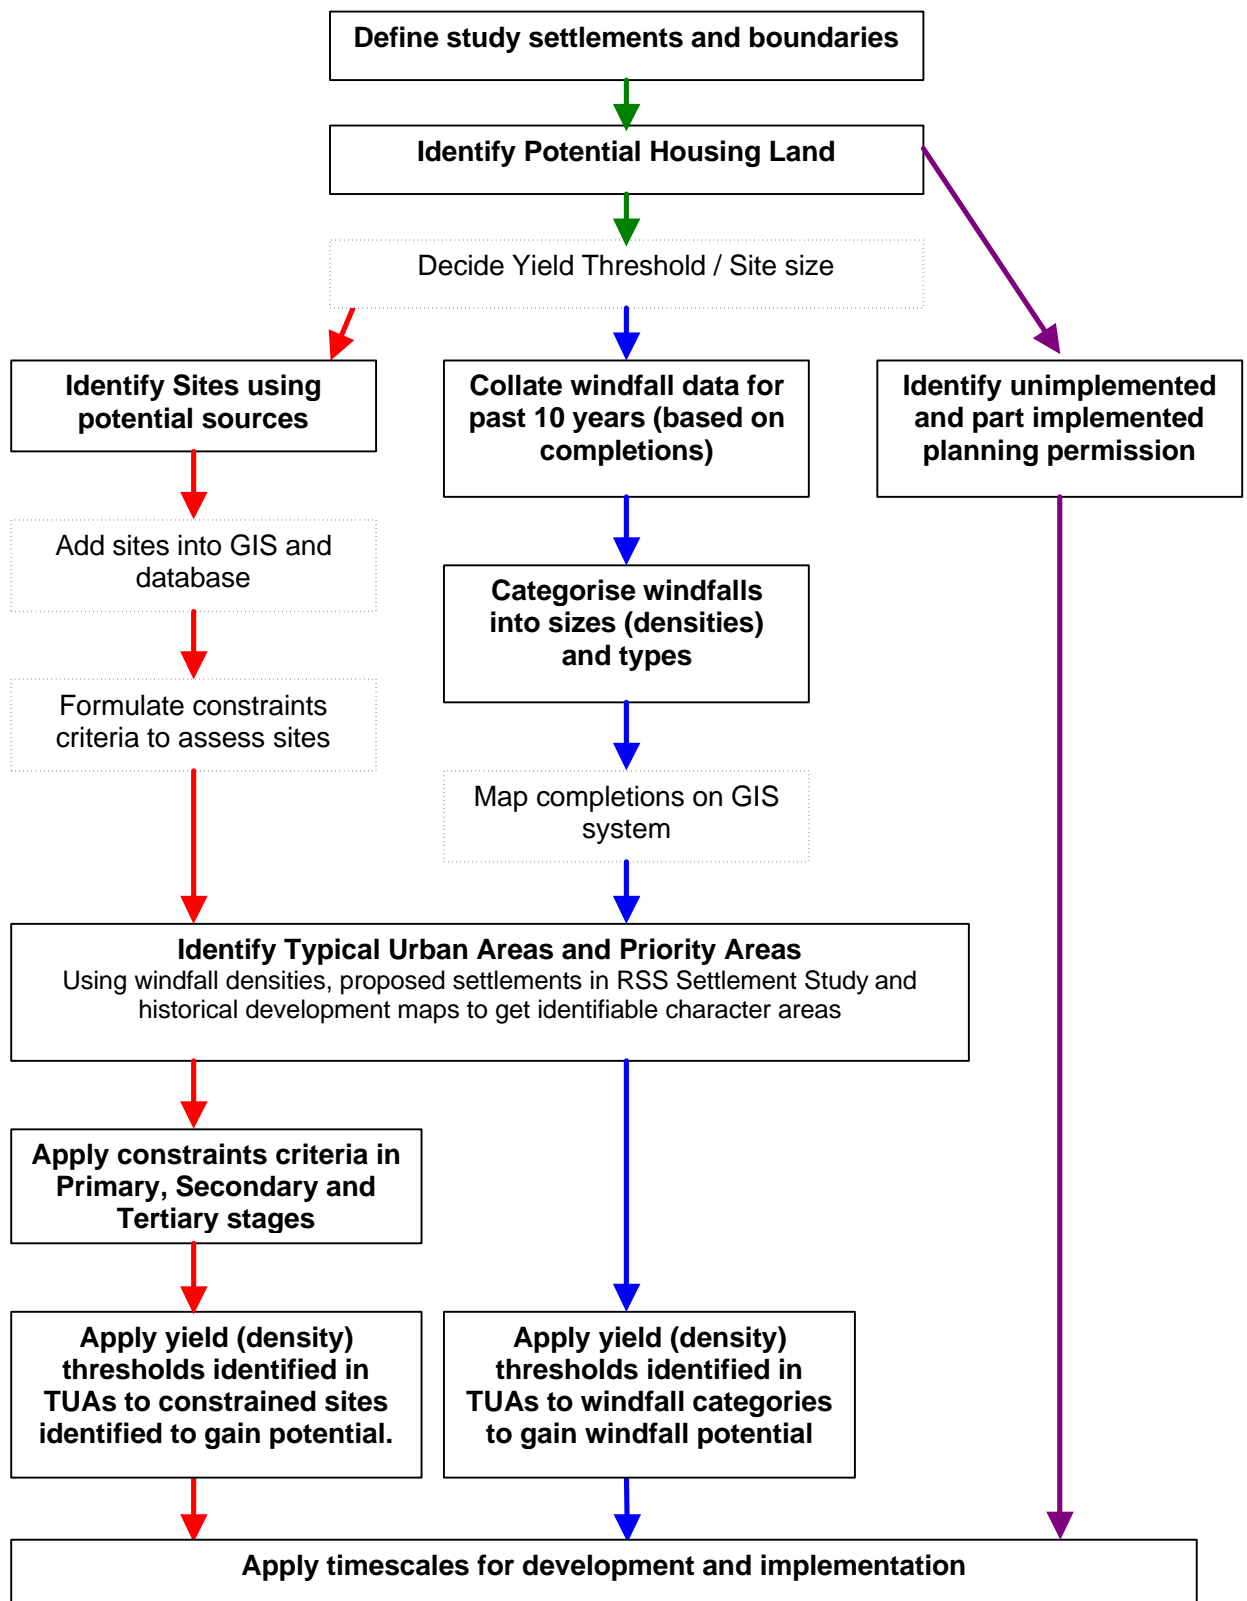 Define study settlements and boundaries
Identify Potential Housing Land
Decide Yield Threshold / Site size
Identify Sites using
potential sources
Collate windfall data for
past 10 years (based on
completions)
Identify unimplemented
and part implemented
planning permission
Add sites into GIS and
database
Categorise windfalls
into sizes (densities)
and types
Formulate constraints
criteria to assess sites
Map completions on GIS
system
Identify Typical Urban Areas and Priority Areas
Using windfall densities, proposed settlements in RSS Settlement Study and
historical development maps to get identifiable character areas
Apply constraints criteria in
Primary, Secondary and
Tertiary stages
Apply yield (density)
thresholds identified in
TUAs to constrained sites
identified to gain potential.
Apply yield (density)
thresholds identified in
TUAs to windfall categories
to gain windfall potential
Apply timescales for development and implementation